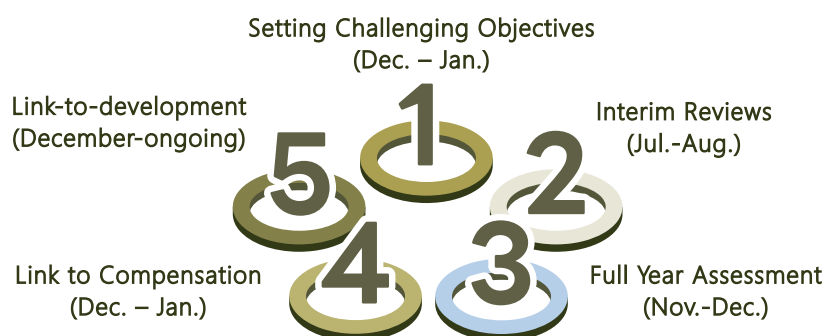 Setting Challenging Objectives
(Dec. – Jan.)
1
Interim Reviews
(Jul.-Aug.)
2
Full Year Assessment
(Nov.-Dec.)
3
Link to Compensation
(Dec. – Jan.)
4
Link-to-development
(December-ongoing)
5